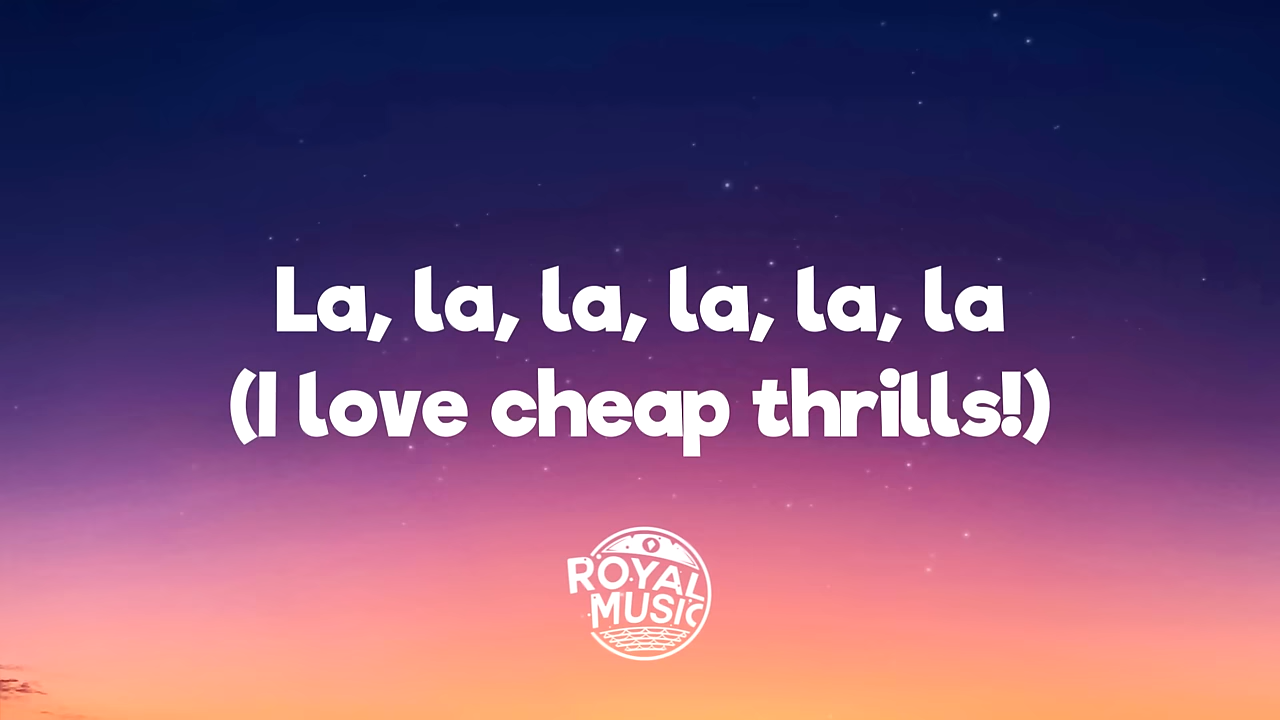 La, la, la, la, la, la
(I love cheap thrills!)
ROYAL
MUSIC